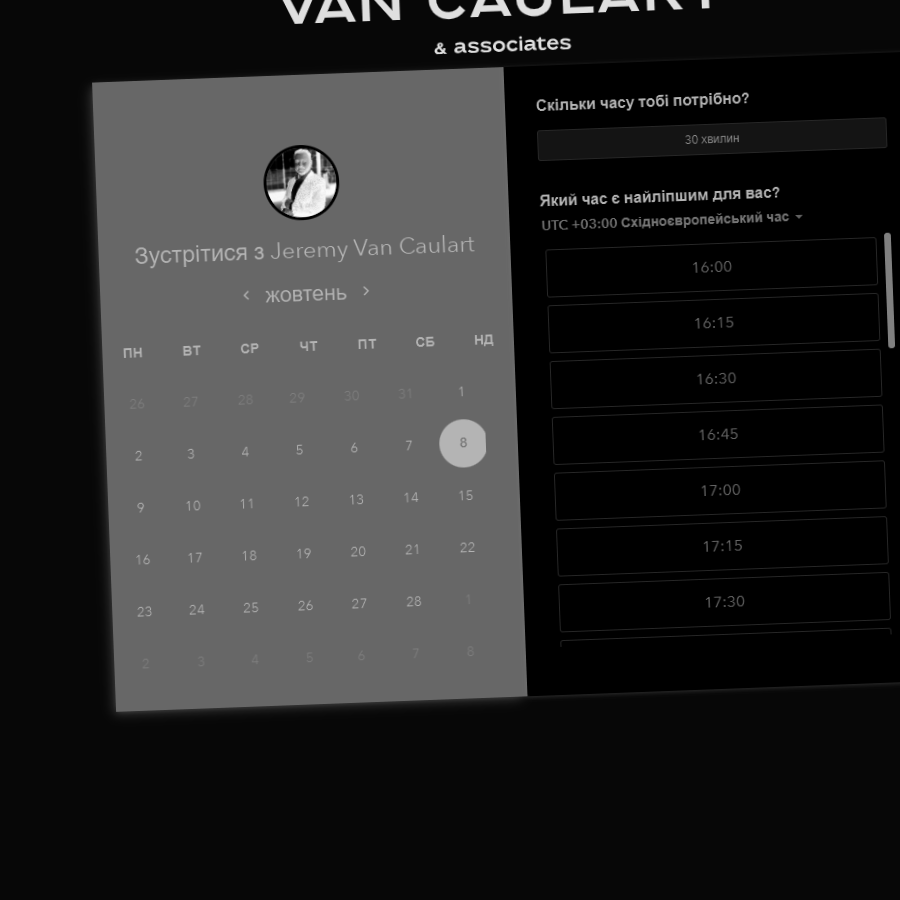 VAN CAULART
& associates
Зустрітися з Jeremy Van Caulart
жовтень
ПН ВТ СР ЧТ ПТ СБ НД
26 27 28 29 30 31 1
2 3 4 5 6 7 8
9 10 11 12 13 14 15
16 17 18 19 20 21 22
23 24 25 26 27 28 1
2 3 4 5 6 7 8
Скільки часу тобі потрібно?
30 хвилин
Який час є найліпшим для вас?
UTC +03:00 Східноєвропейський час
16:00
16:15
16:30
16:45
17:00
17:15
17:30